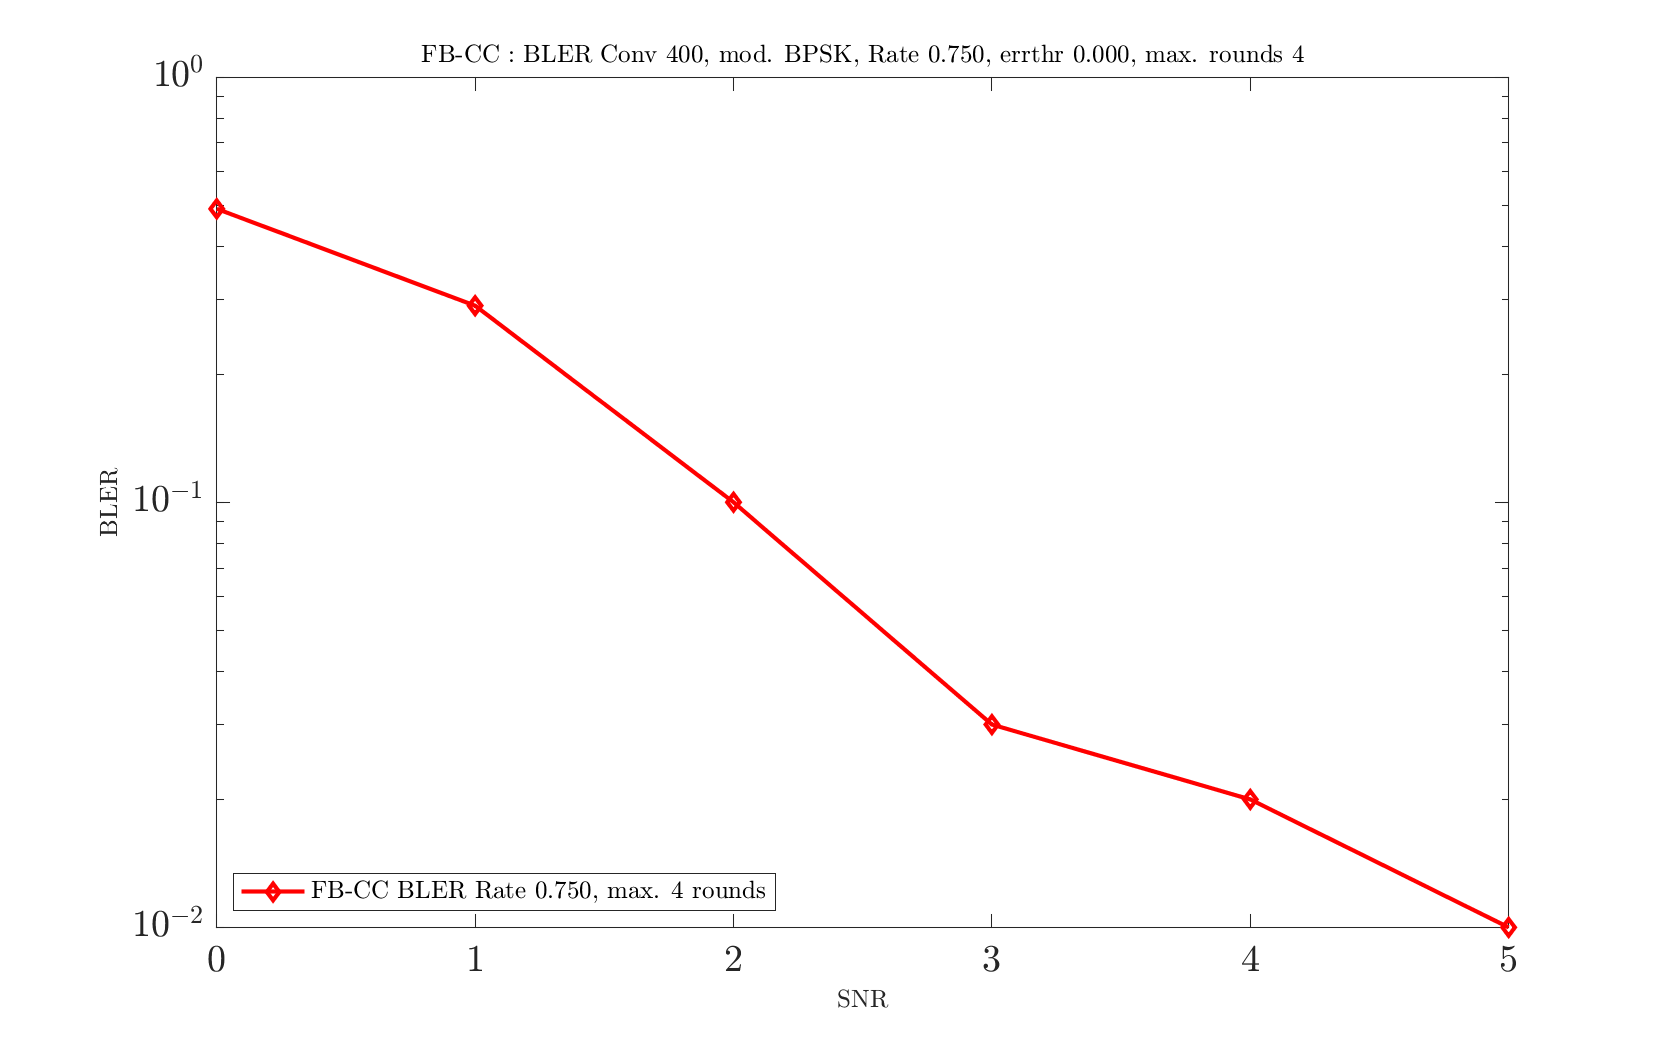 FB-CC : BLER Conv 400, mod. BPSK, Rate 0.750, errthr 0.000, max. rounds 4
10^0
10^{-1}
10^{-2}
BLER
FB-CC BLER Rate 0.750, max. 4 rounds
0 1 2 3 4 5
SNR